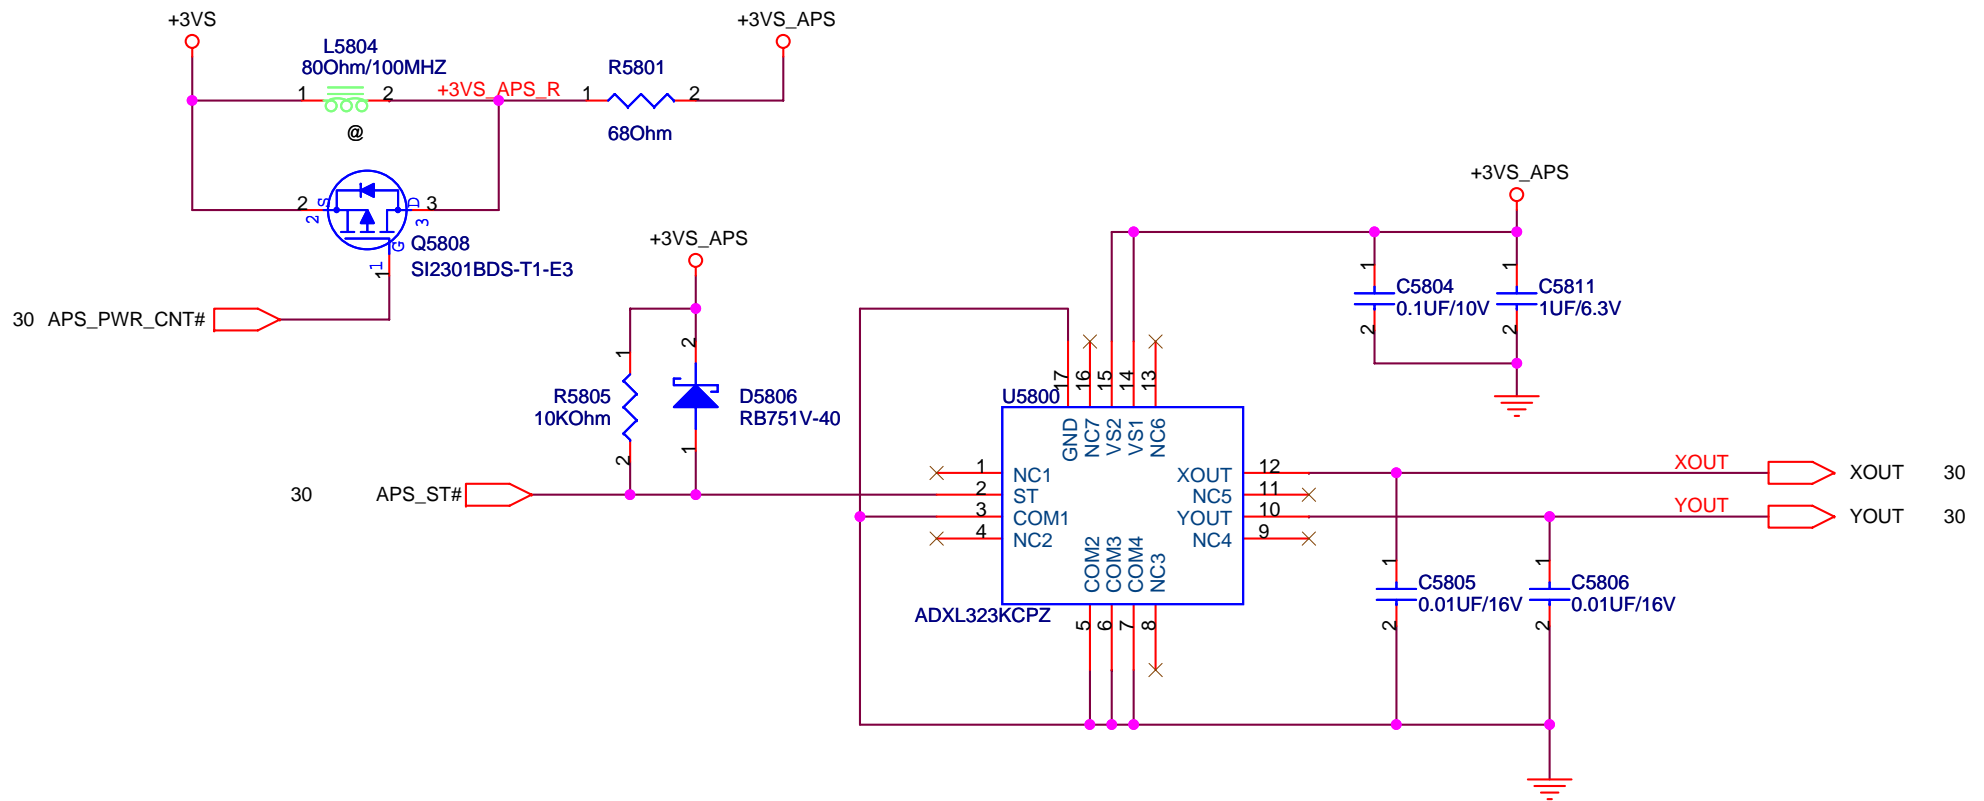 +3VS
+3VS_APS
L5804
80Ohm/100MHZ
R5801
1
2
+3VS_APS_R
1
2
@
68Ohm
2
S
D
3
2
3
G
Q5808
SI2301BDS-T1-E3
1
1
30 APS_PWR_CNT#
+3VS_APS
1
2
R5805
10KOhm
D5806
RB751V-40
2
1
30 APS_ST#
+3VS_APS
1
1
C5804
0.1UF/10V
C5811
1UF/6.3V
2
2
17
16
15
14
13
U5800
GND
NC7
VS2
VS1
NC6
1 NC1
2 ST
3 COM1
4 NC2
XOUT 12
NC5 11
YOUT 10
NC4 9
COM2
COM3
COM4
NC3
ADXL323KCPZ
5
6
7
8
XOUT
XOUT 30
YOUT
YOUT 30
1
1
C5805
0.01UF/16V
C5806
0.01UF/16V
2
2